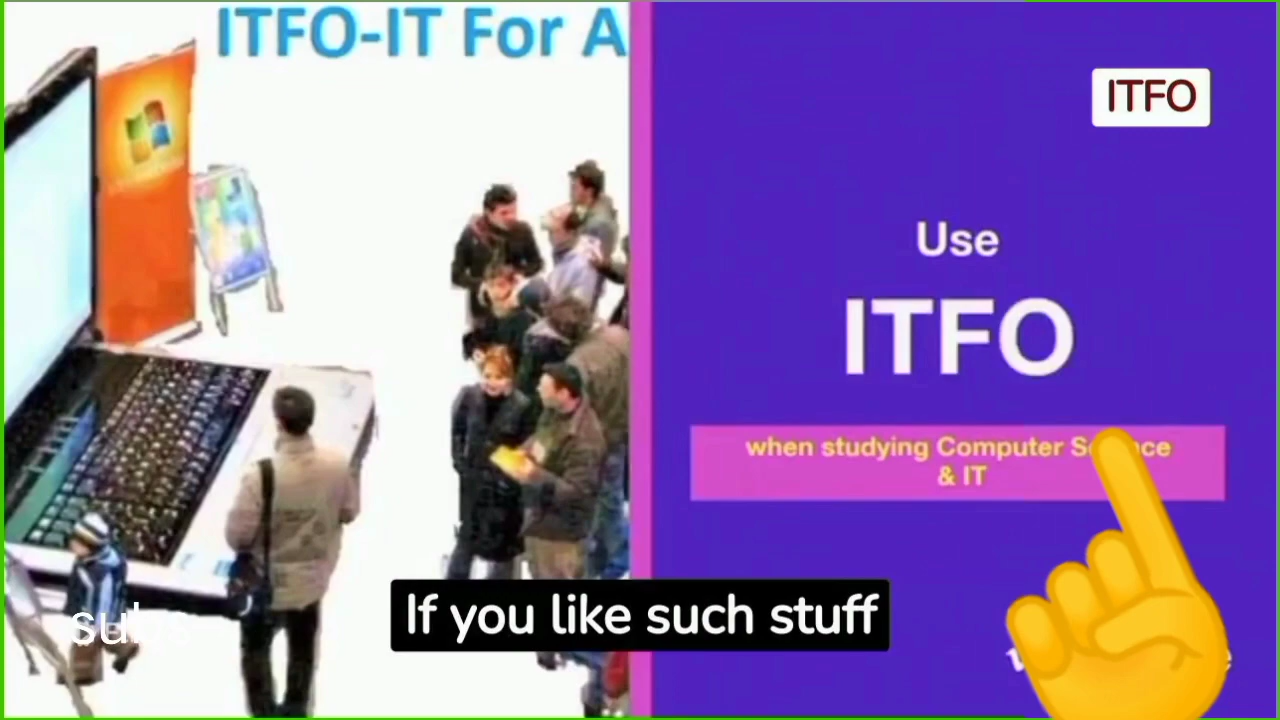 ITFO-IT For A
ITFO
Use
ITFO
when studying Computer
& IT
If you like such stuff